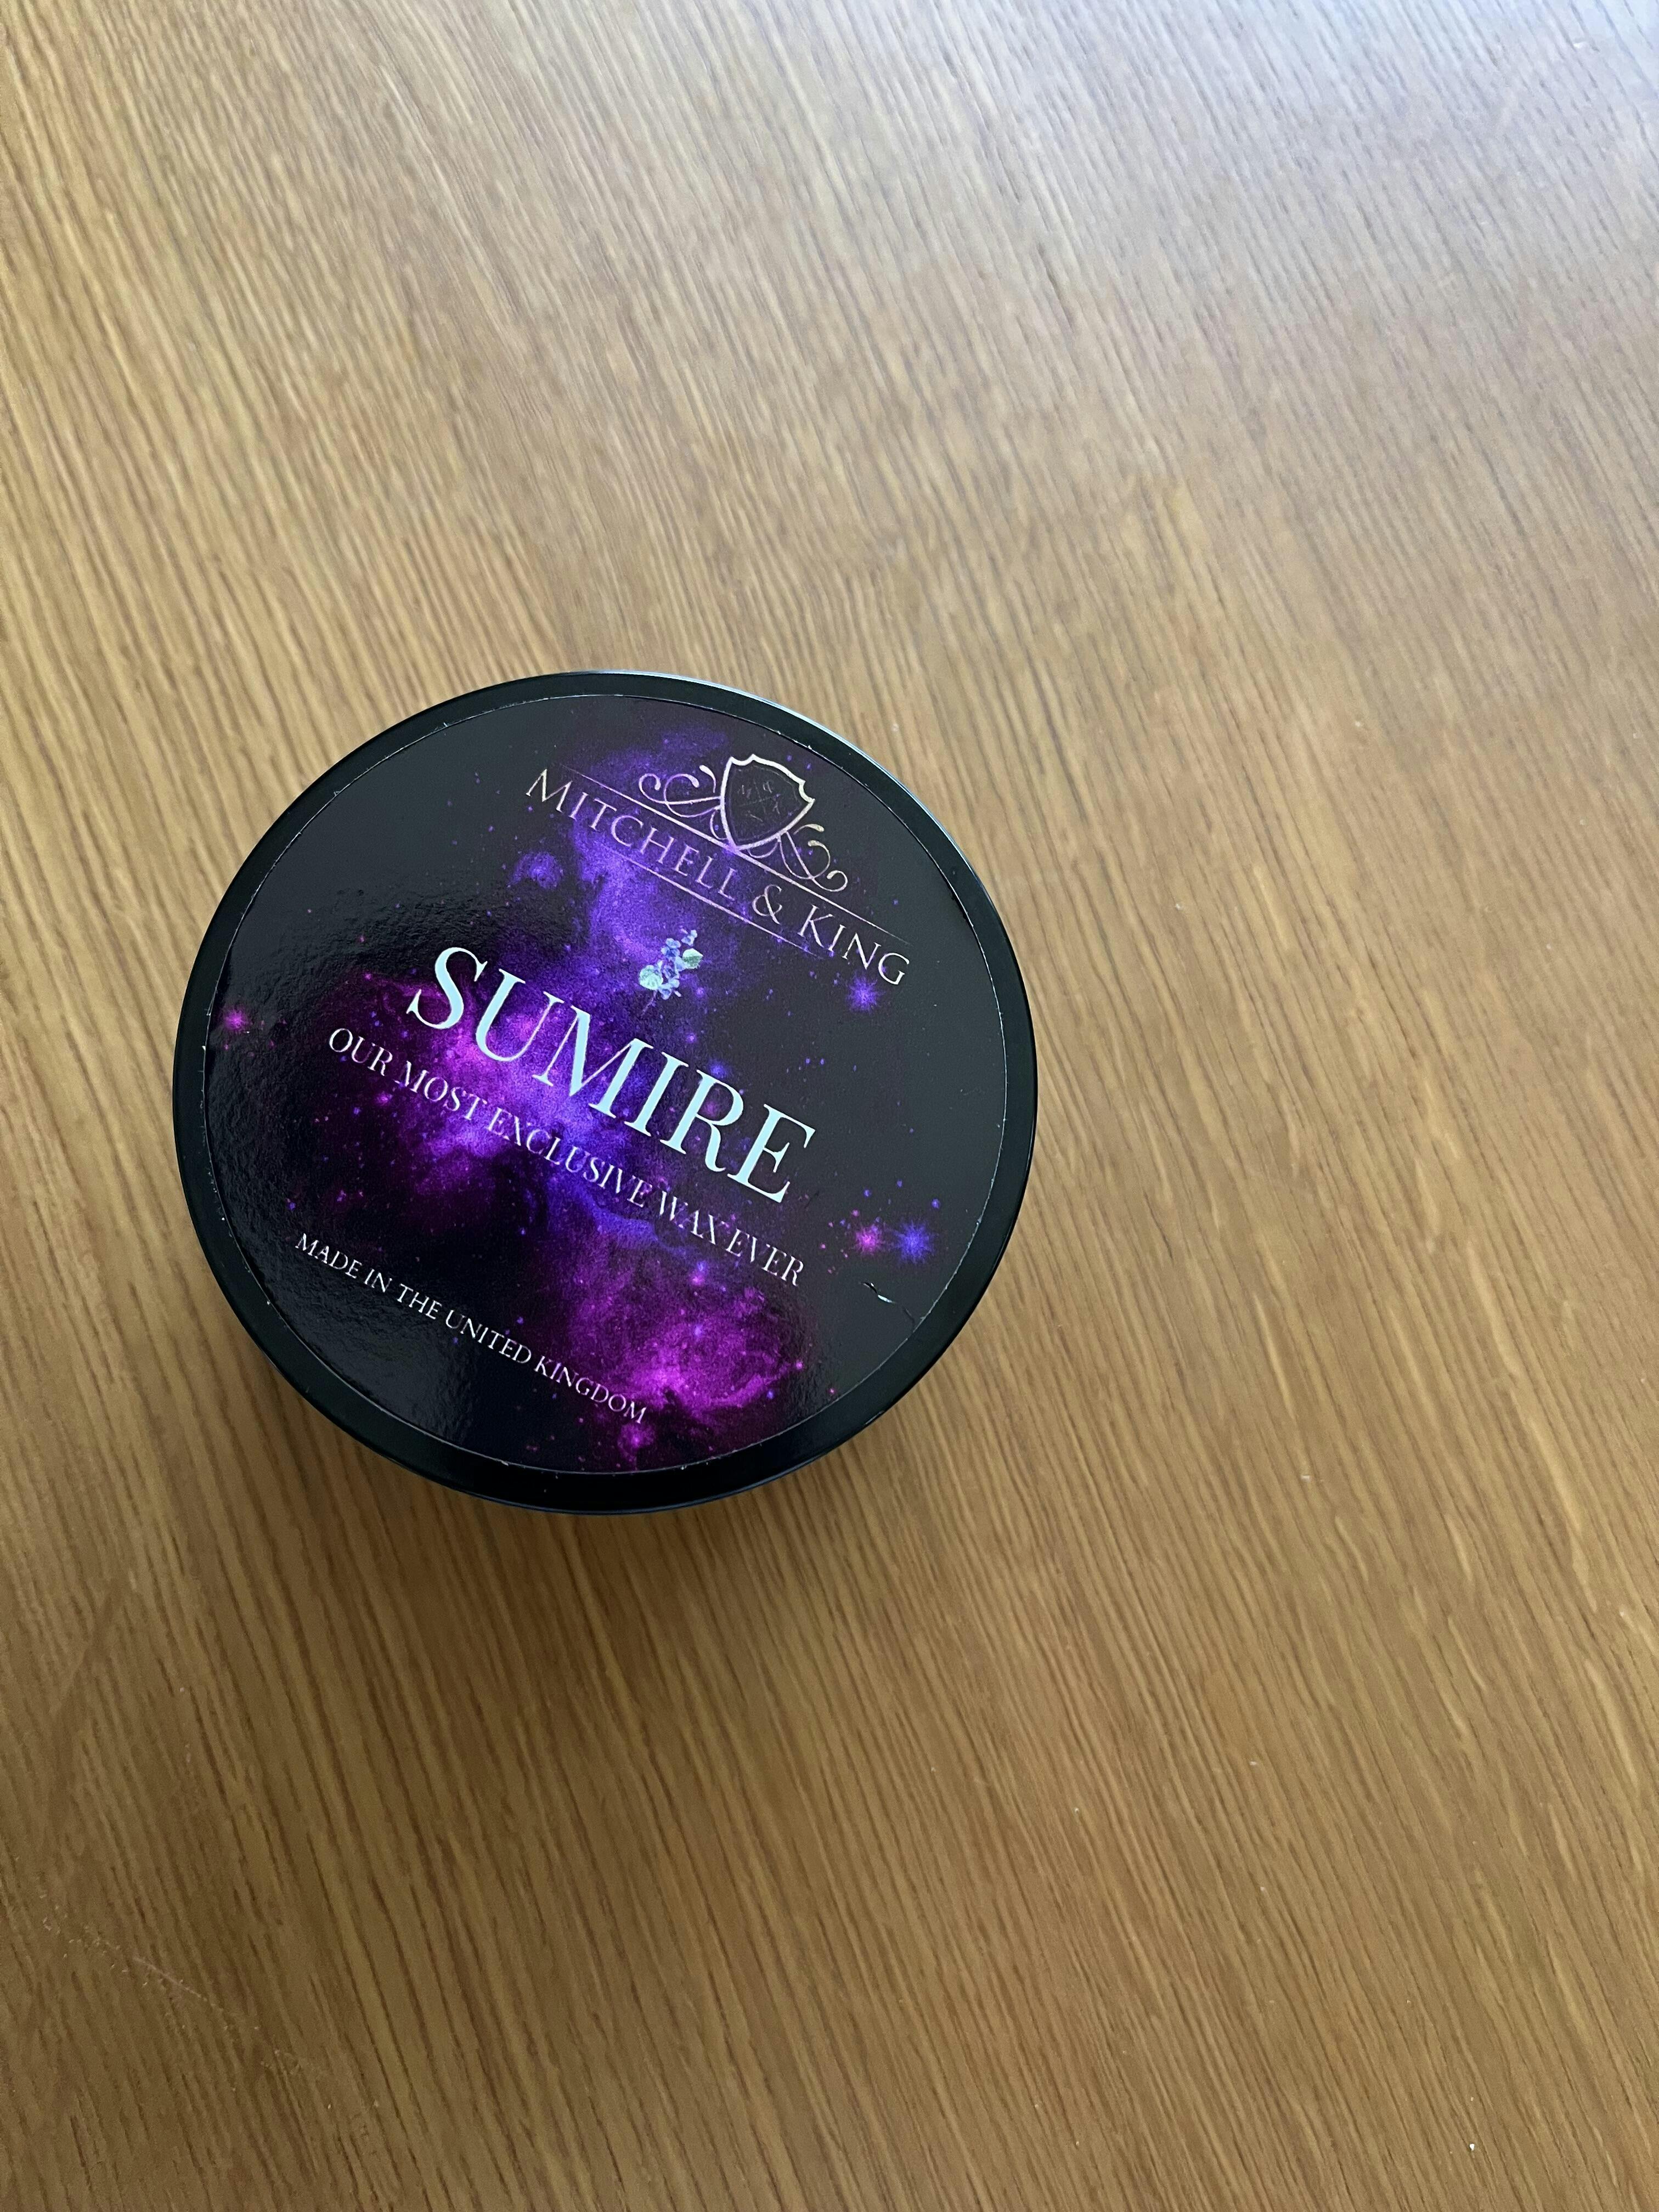 MITCHELL & KING
SUMIRE
OUR MOST EXCLUSIVE WAX EVER
MADE IN THE UNITED KINGDOM